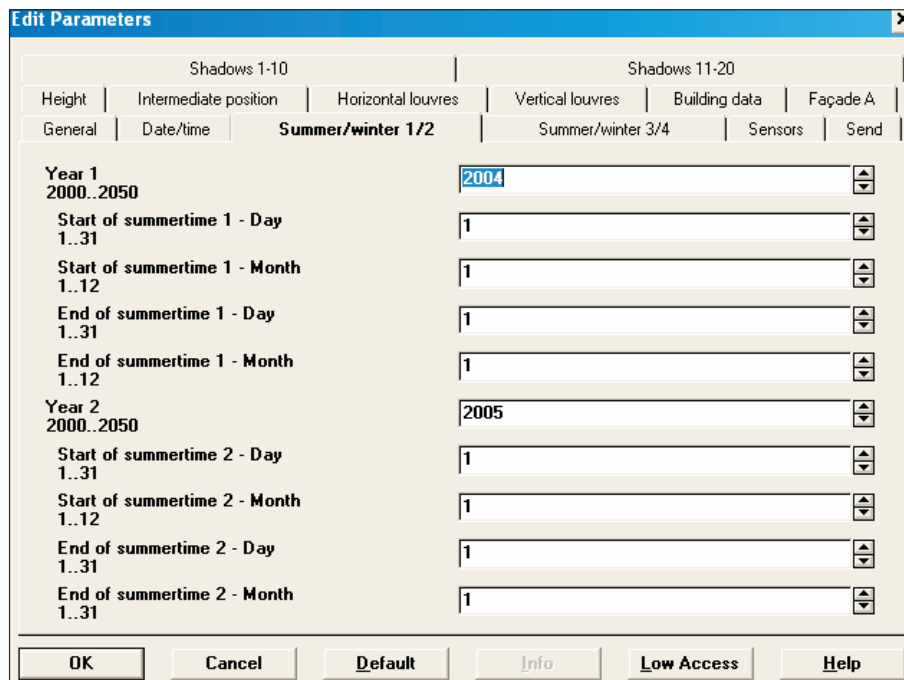 Edit Parameters
Shadows 1-10 Shadows 11-20
Height Intermediate position Horizontal louvres Vertical louvres Building data Façade A
General Date/time Summer/winter 1/2 Summer/winter 3/4 Sensors Send
Year 1 2004
2000..2050
Start of summertime 1 - Day 1
1..31
Start of summertime 1 - Month 1
1..12
End of summertime 1 - Day 1
1..31
End of summertime 1 - Month 1
1..12
Year 2 2005
2000..2050
Start of summertime 2 - Day 1
1..31
Start of summertime 2 - Month 1
1..12
End of summertime 2 - Day 1
1..31
End of summertime 2 - Month 1
1..31
OK Cancel Default Info Low Access Help